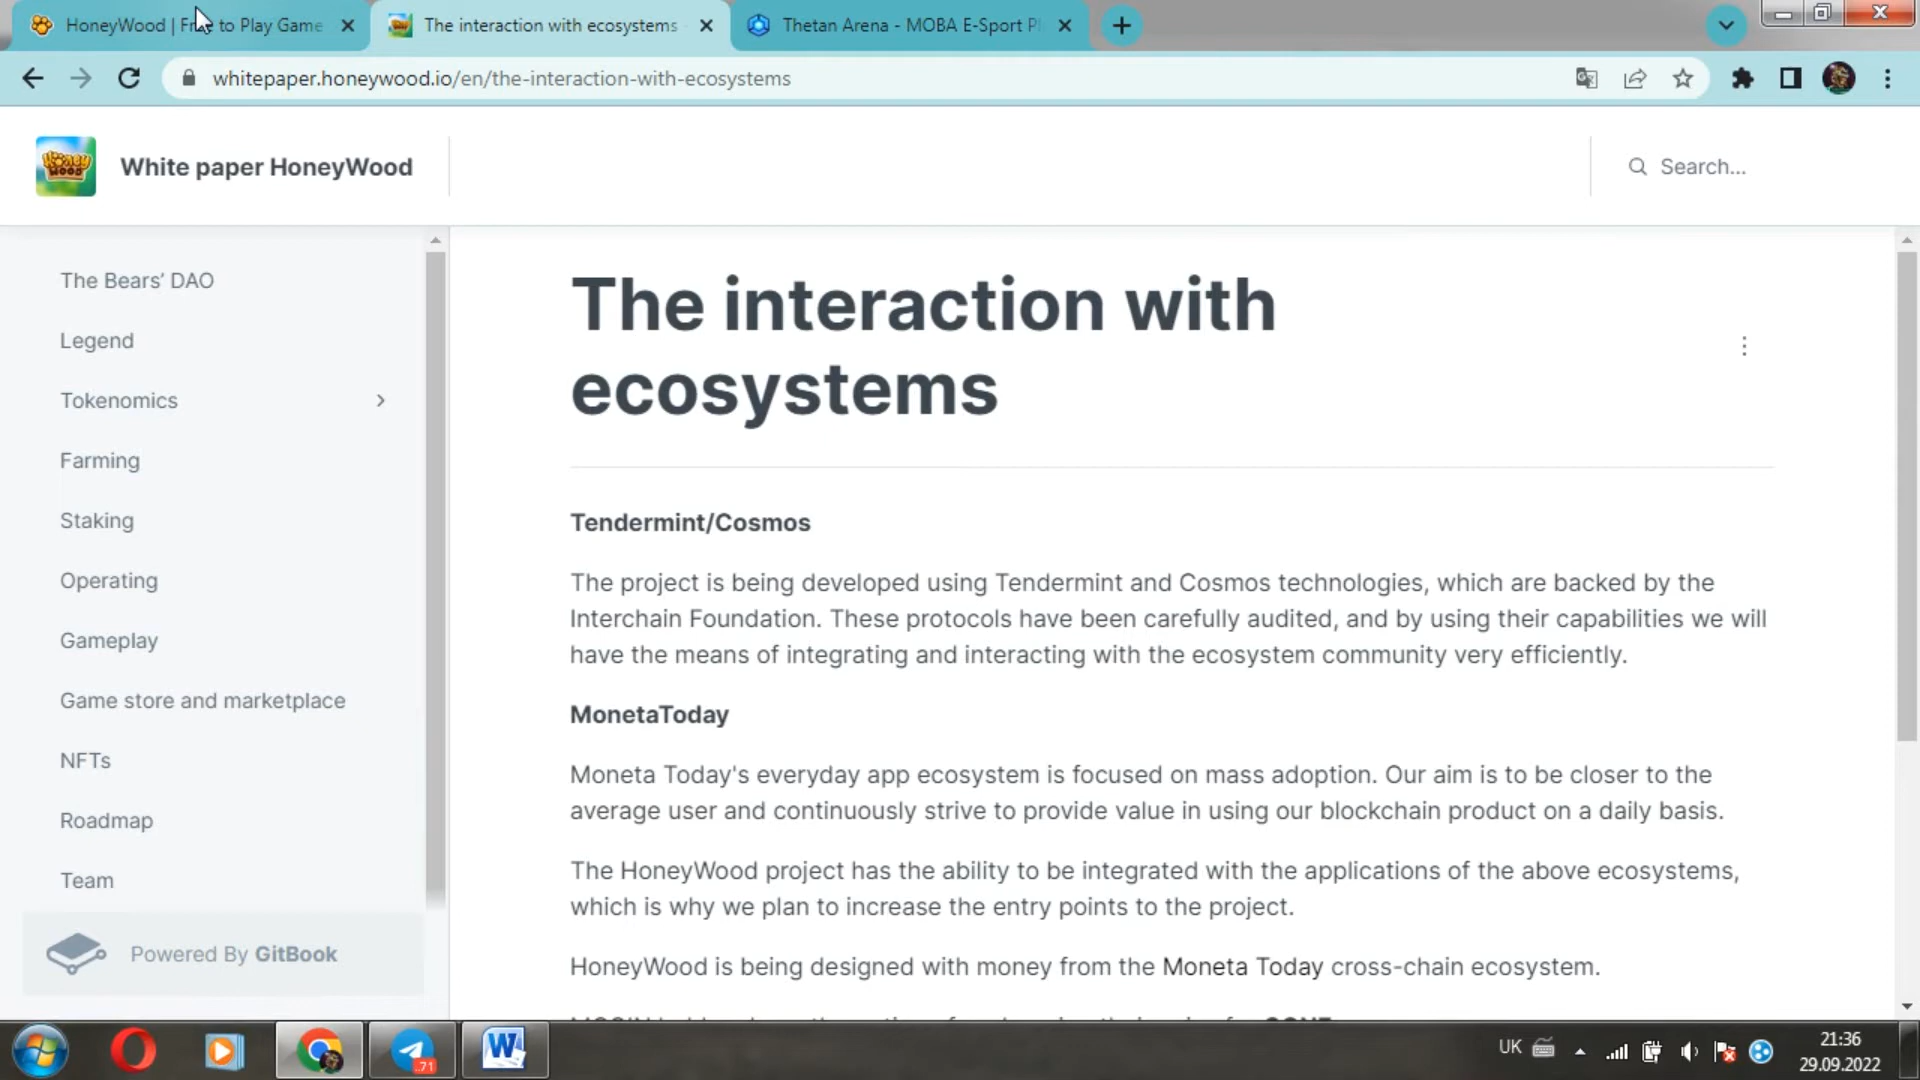 HoneyWood | Free to Play Game
The interaction with ecosystems
Thetan Arena - MOBA E-Sport Pl
whitepaper.honeywood.io/en/the-interaction-with-ecosystems
Honey
WOOD
White paper HoneyWood
Search...
The Bears’ DAO
Legend
Tokenomics
Farming
Staking
Operating
Gameplay
Game store and marketplace
NFTs
Roadmap
Team
Powered By GitBook
The interaction with
ecosystems
Tendermint/Cosmos
The project is being developed using Tendermint and Cosmos technologies, which are backed by the
Interchain Foundation. These protocols have been carefully audited, and by using their capabilities we will
have the means of integrating and interacting with the ecosystem community very efficiently.
MonetaToday
Moneta Today's everyday app ecosystem is focused on mass adoption. Our aim is to be closer to the
average user and continuously strive to provide value in using our blockchain product on a daily basis.
The HoneyWood project has the ability to be integrated with the applications of the above ecosystems,
which is why we plan to increase the entry points to the project.
HoneyWood is being designed with money from the Moneta Today cross-chain ecosystem.
71
UK
21:36
29.09.2022